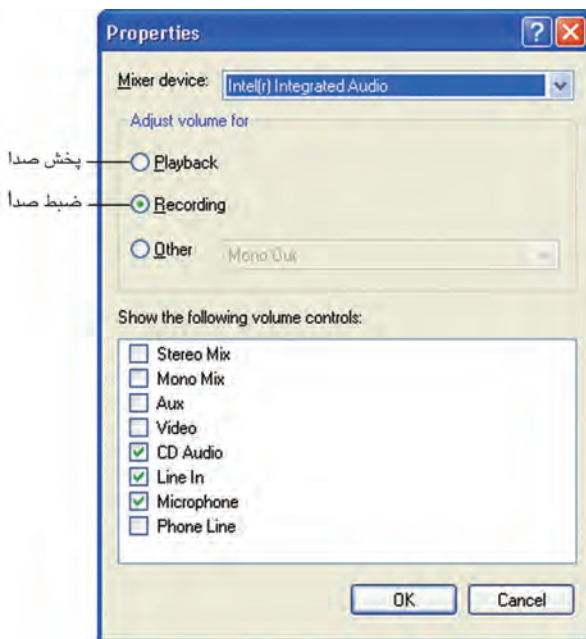 Properties
Mixer device: Intel(r) Integrated Audio
Adjust volume for
پخش صدا Playback
ضبط صدا Recording
Other Mono Out
Show the following volume controls:
Stereo Mix
Mono Mix
Aux
Video
CD Audio
Line In
Microphone
Phone Line
OK Cancel